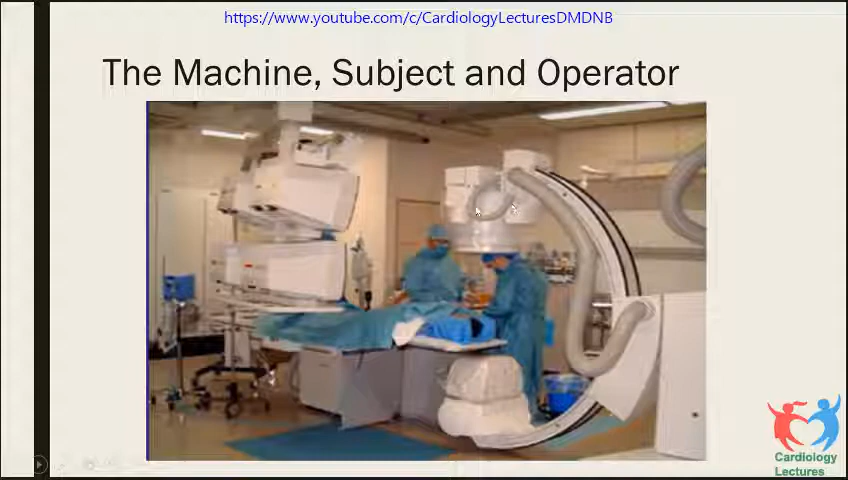 https://www.youtube.com/c/CardiologyLecturesDMDNB
The Machine, Subject and Operator
Cardiology
Lectures